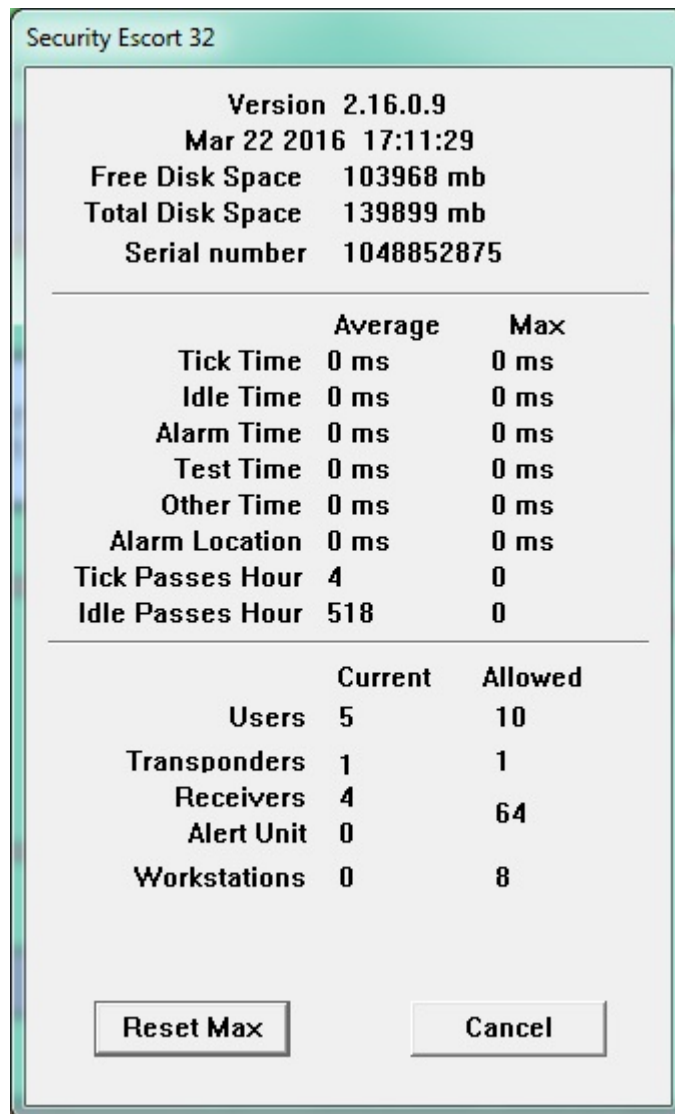 Security Escort 32
Version 2.16.0.9
Mar 22 2016 17:11:29
Free Disk Space 103968 mb
Total Disk Space 139899 mb
Serial number 1048852875
Average Max
Tick Time 0 ms 0 ms
Idle Time 0 ms 0 ms
Alarm Time 0 ms 0 ms
Test Time 0 ms 0 ms
Other Time 0 ms 0 ms
Alarm Location 0 ms 0 ms
Tick Passes Hour 4 0
Idle Passes Hour 518 0
Current Allowed
Users 5 10
Transponders 1 1
Receivers 4
64
Alert Unit 0
Workstations 0 8
Reset Max Cancel